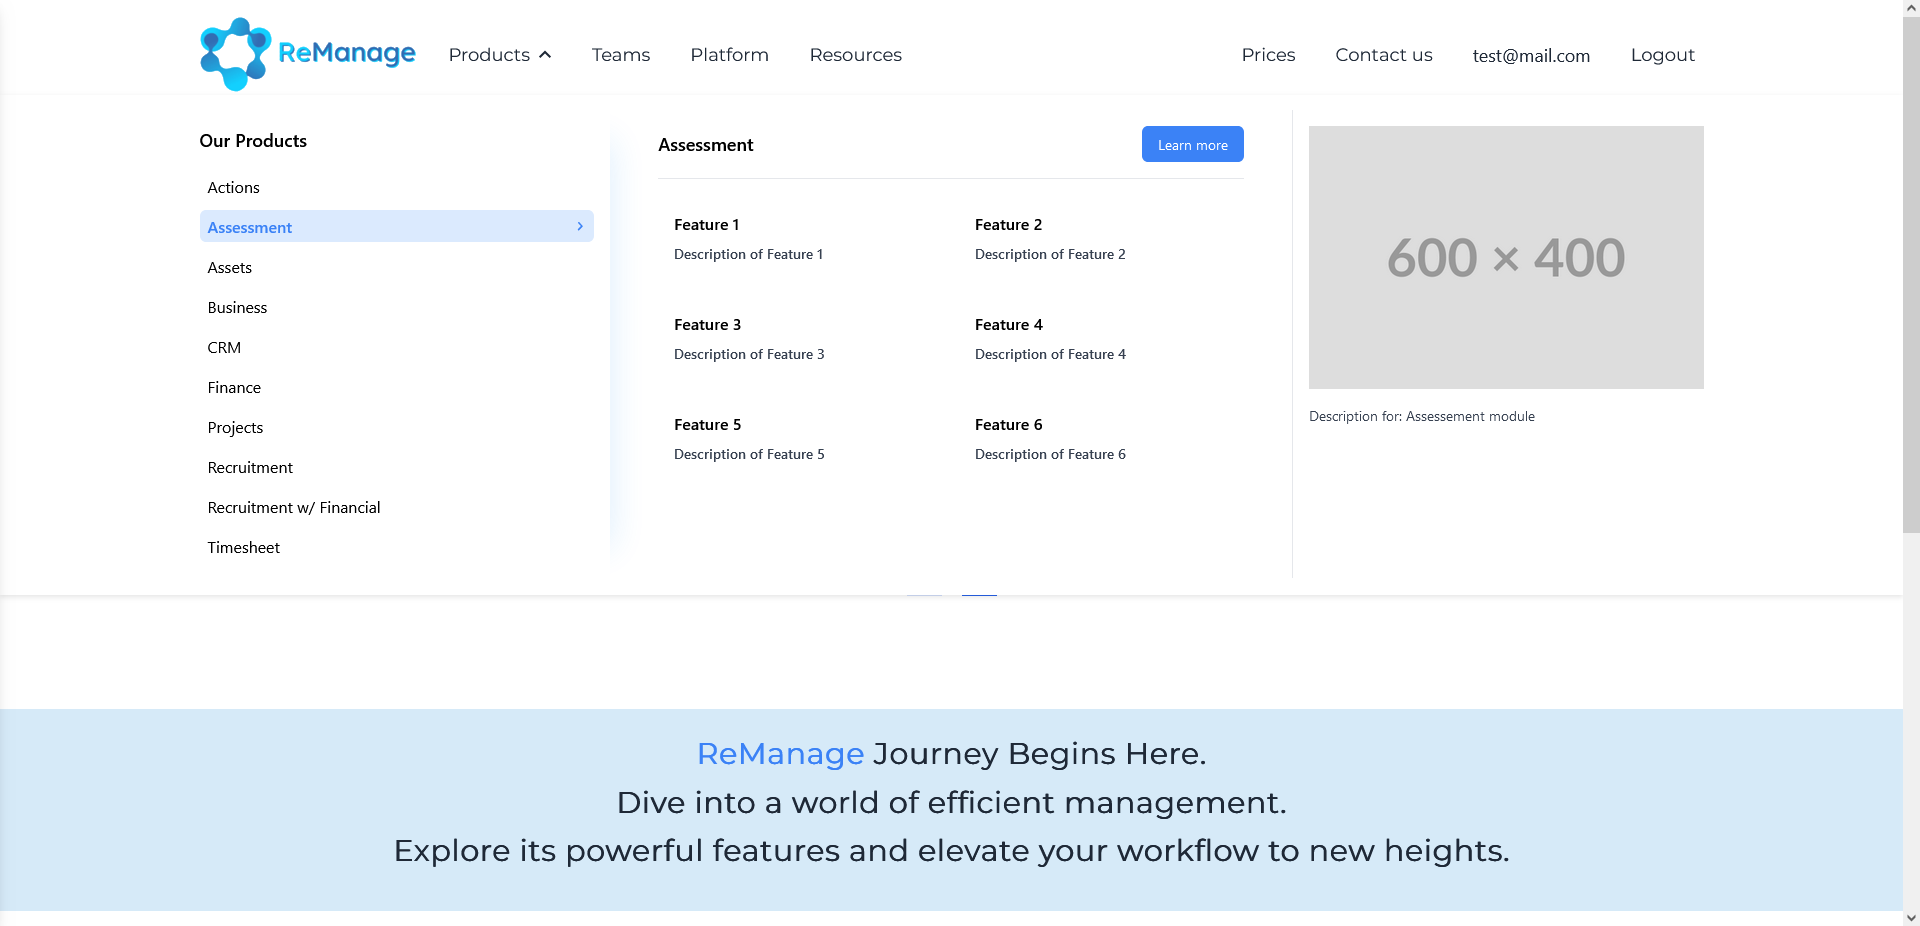 ReManage
Products
Teams
Platform
Resources
Prices
Contact us
test@mail.com
Logout
Our Products
Actions
Assessment
Assets
Business
CRM
Finance
Projects
Recruitment
Recruitment w/ Financial
Timesheet
Assessment
Learn more
Feature 1
Description of Feature 1
Feature 2
Description of Feature 2
Feature 3
Description of Feature 3
Feature 4
Description of Feature 4
Feature 5
Description of Feature 5
Feature 6
Description of Feature 6
600 × 400
Description for: Assessement module
ReManage Journey Begins Here.
Dive into a world of efficient management.
Explore its powerful features and elevate your workflow to new heights.